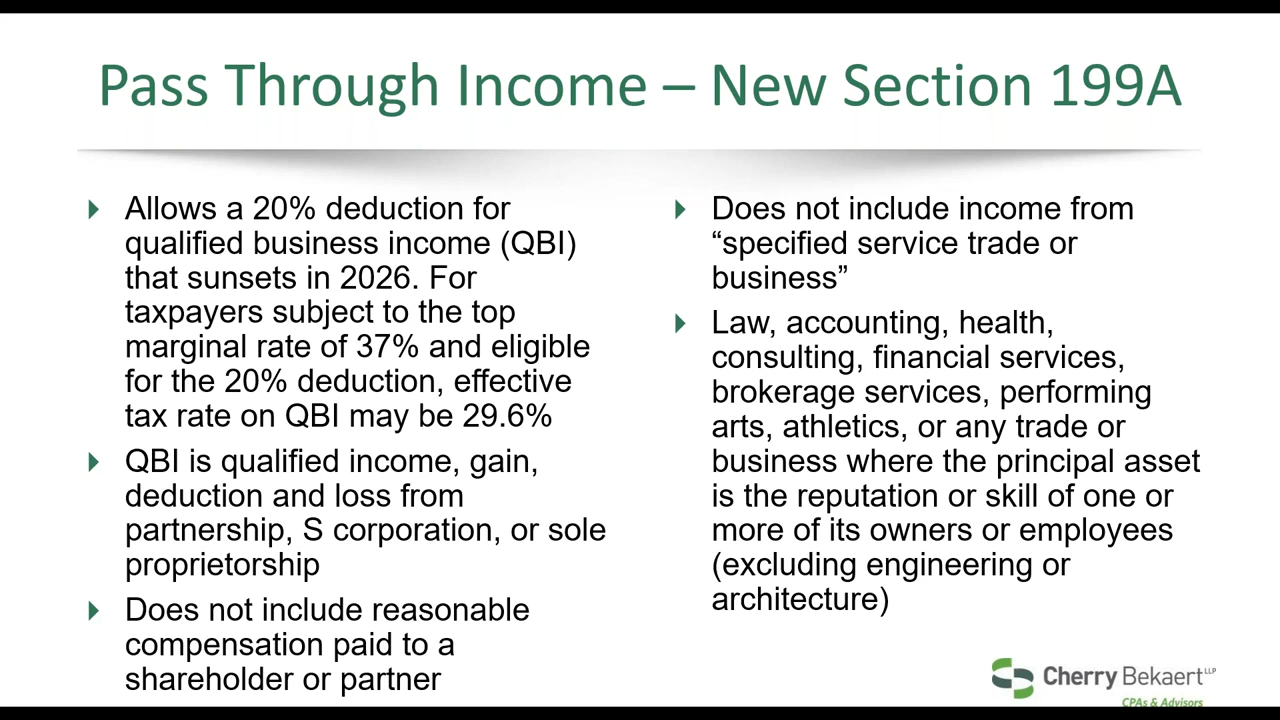 Pass Through Income – New Section 199A
Allows a 20% deduction for
qualified business income (QBI)
that sunsets in 2026. For
taxpayers subject to the top
marginal rate of 37% and eligible
for the 20% deduction, effective
tax rate on QBI may be 29.6%
QBI is qualified income, gain,
deduction and loss from
partnership, S corporation, or sole
proprietorship
Does not include reasonable
compensation paid to a
shareholder or partner
Does not include income from
“specified service trade or
business”
Law, accounting, health,
consulting, financial services,
brokerage services, performing
arts, athletics, or any trade or
business where the principal asset
is the reputation or skill of one or
more of its owners or employees
(excluding engineering or
architecture)
Cherry Bekaert LLP
CPAs & Advisors